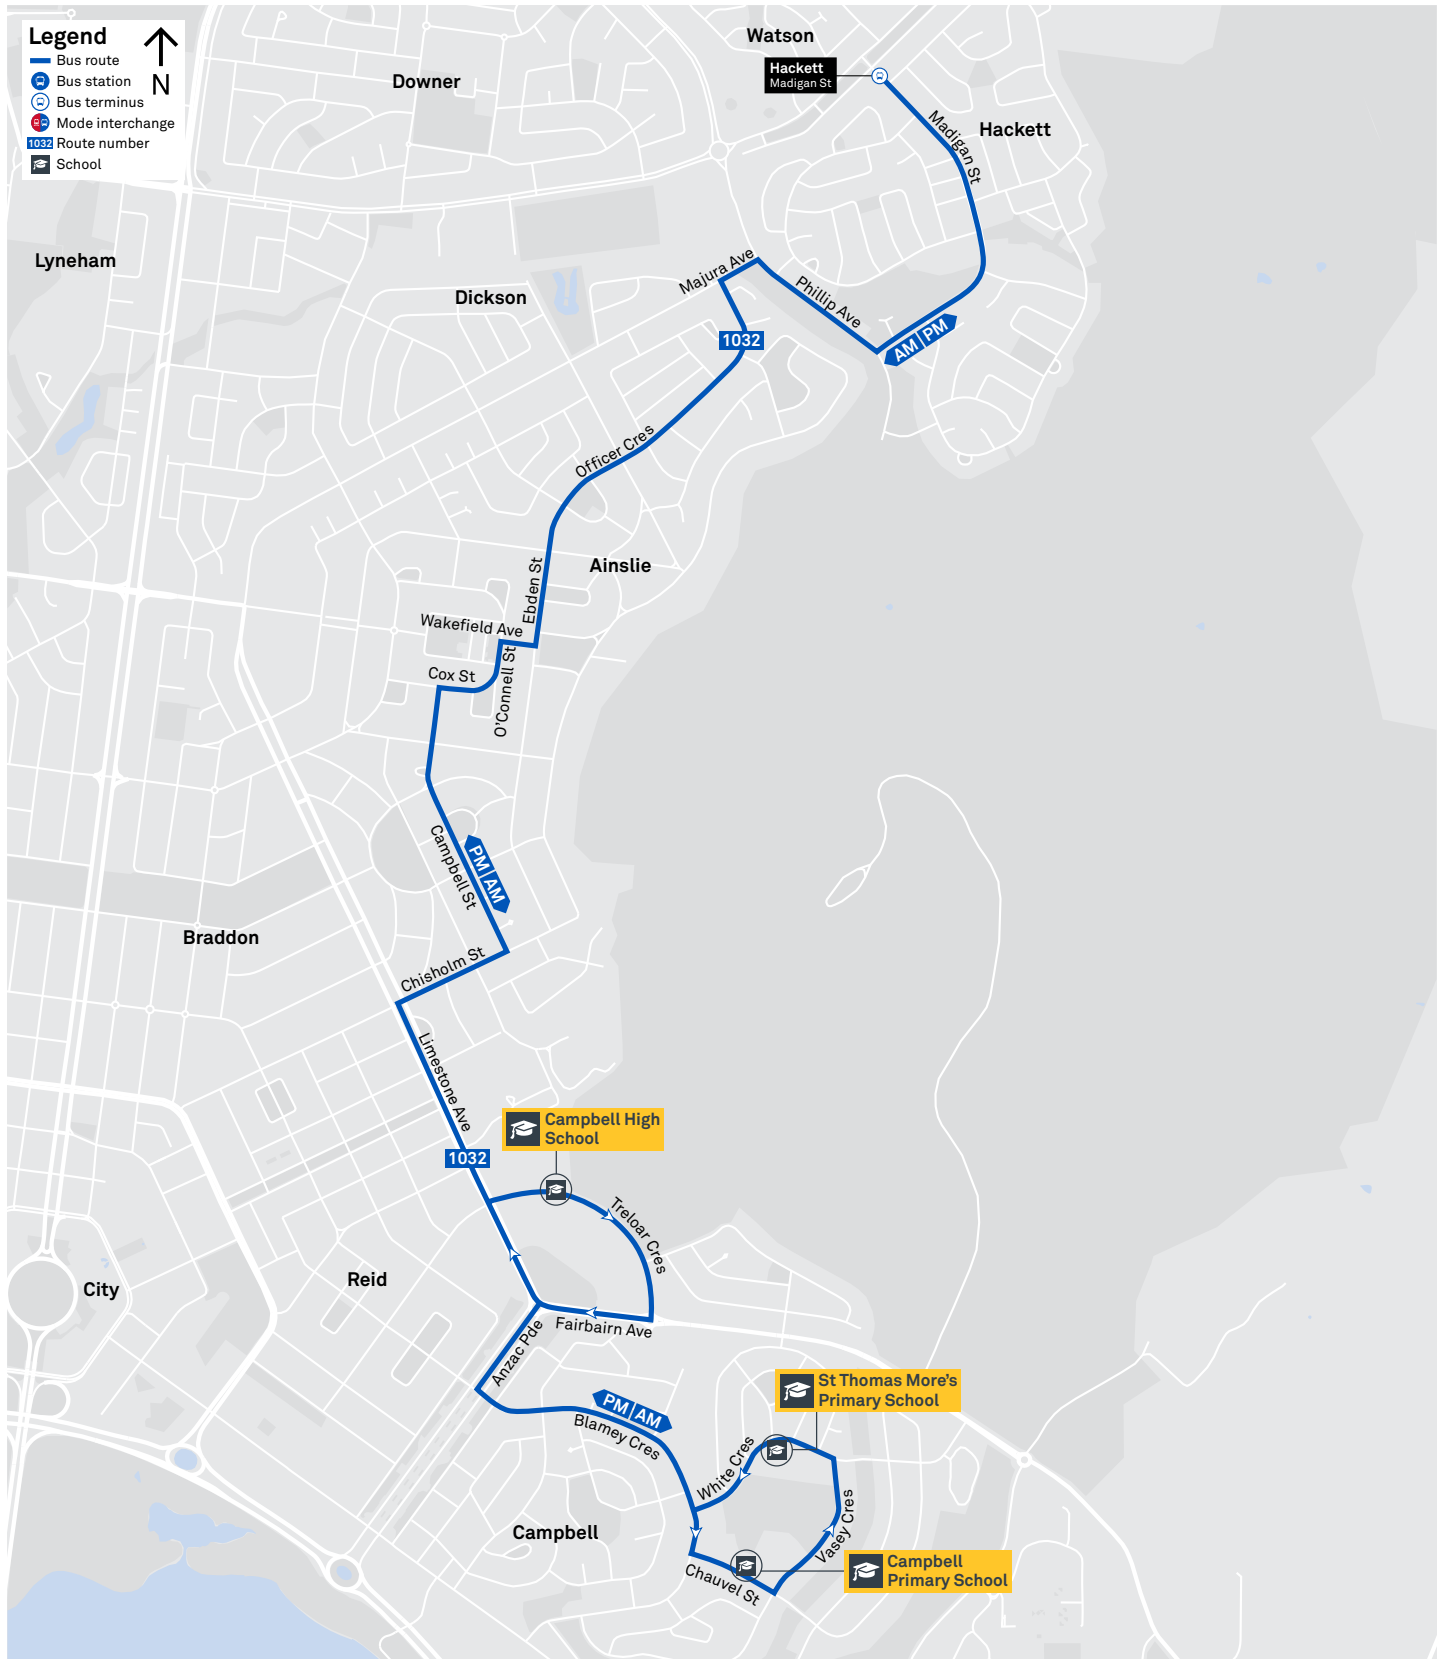 Legend
N
Bus route
Bus station
Bus terminus
Mode interchange
1032 Route number
School
Watson
Hackett
Madigan St
Downer
Madigan St
Hackett
Lyneham
Majura Ave
Dickson
Phillip Ave
1032
AM PM
Officer Cres
Ainslie
Ebden St
Wakefield Ave
Cox St
O'Connell St
Campbell St
PM AM
Braddon
Chisholm St
Limestone Ave
Campbell High
School
1032
Treloar Cres
Reid
City
Fairbairn Ave
Anzac Pde
St Thomas More's
Primary School
PM AM
Blamey Cres
White Cres
Vasey Cres
Campbell
Campbell
Primary School
Chauvel St